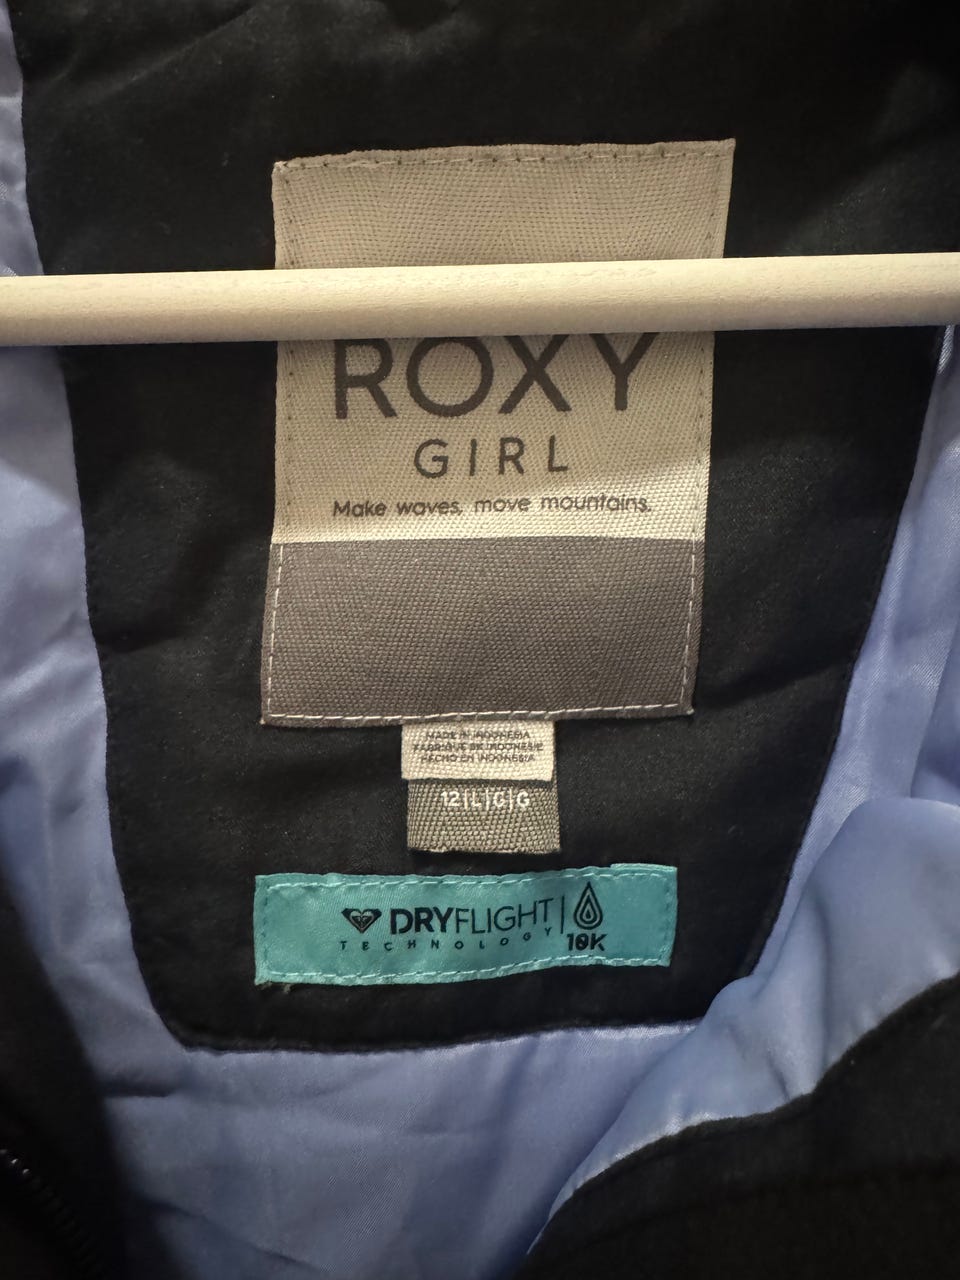 ROXY
GIRL
Make waves, move mountains.
MADE IN INDONESIA
FABRIQUÉ EN INDONESIE
HECHO EN INDONESIA
12|L|G|G
DRYFLIGHT
TECHNOLOGY
10K